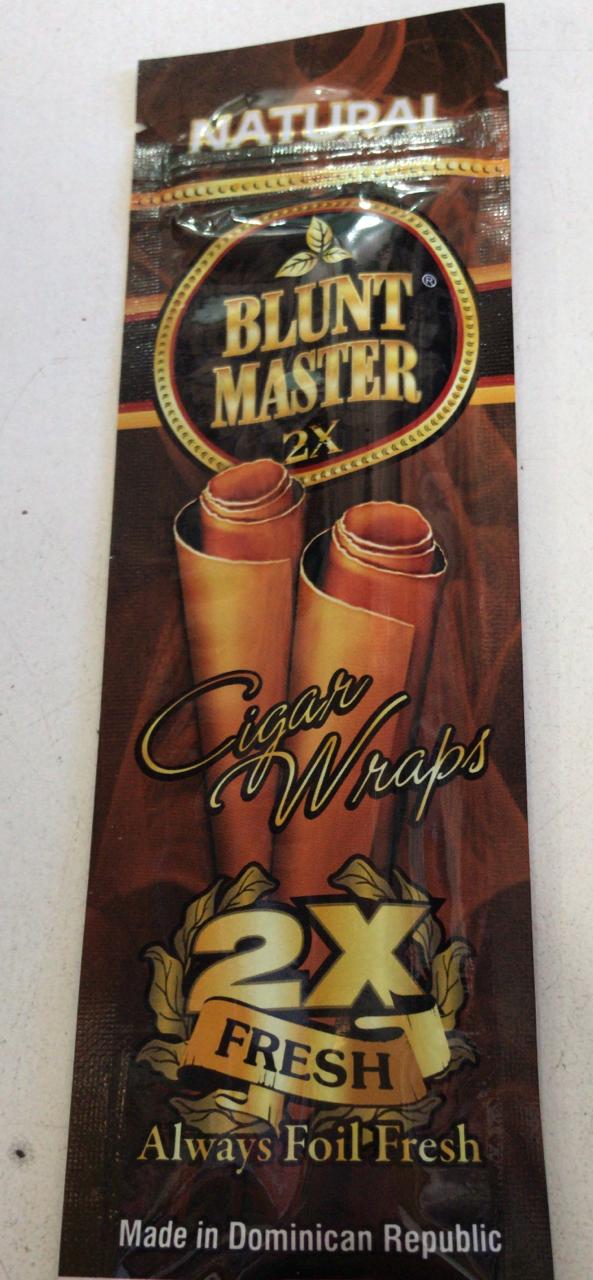 NATURAL
BLUNT ®
MASTER
2X
Cigar
Wraps
2X
FRESH
Always Foil Fresh
Made in Dominican Republic